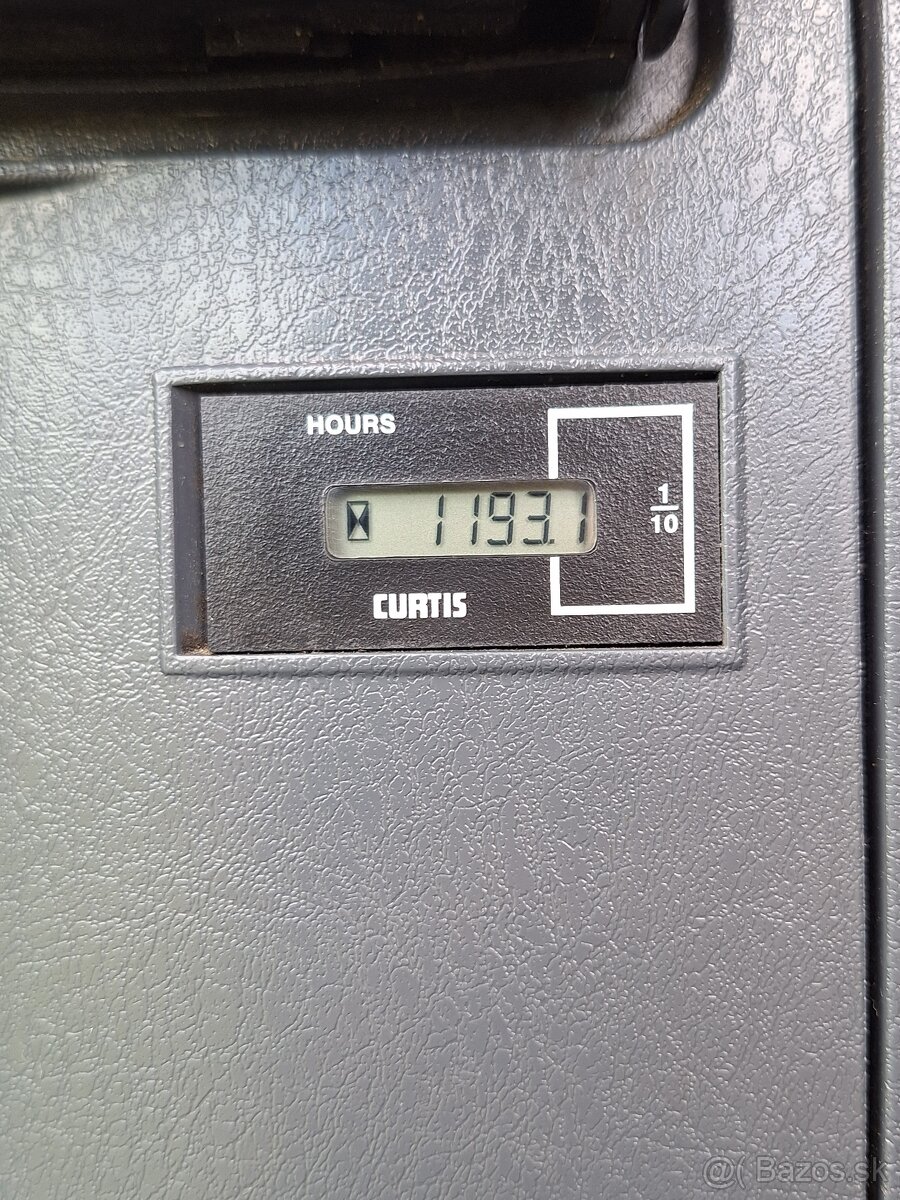 HOURS
1193.1
1
10
CURTIS
@( Bazos.sk